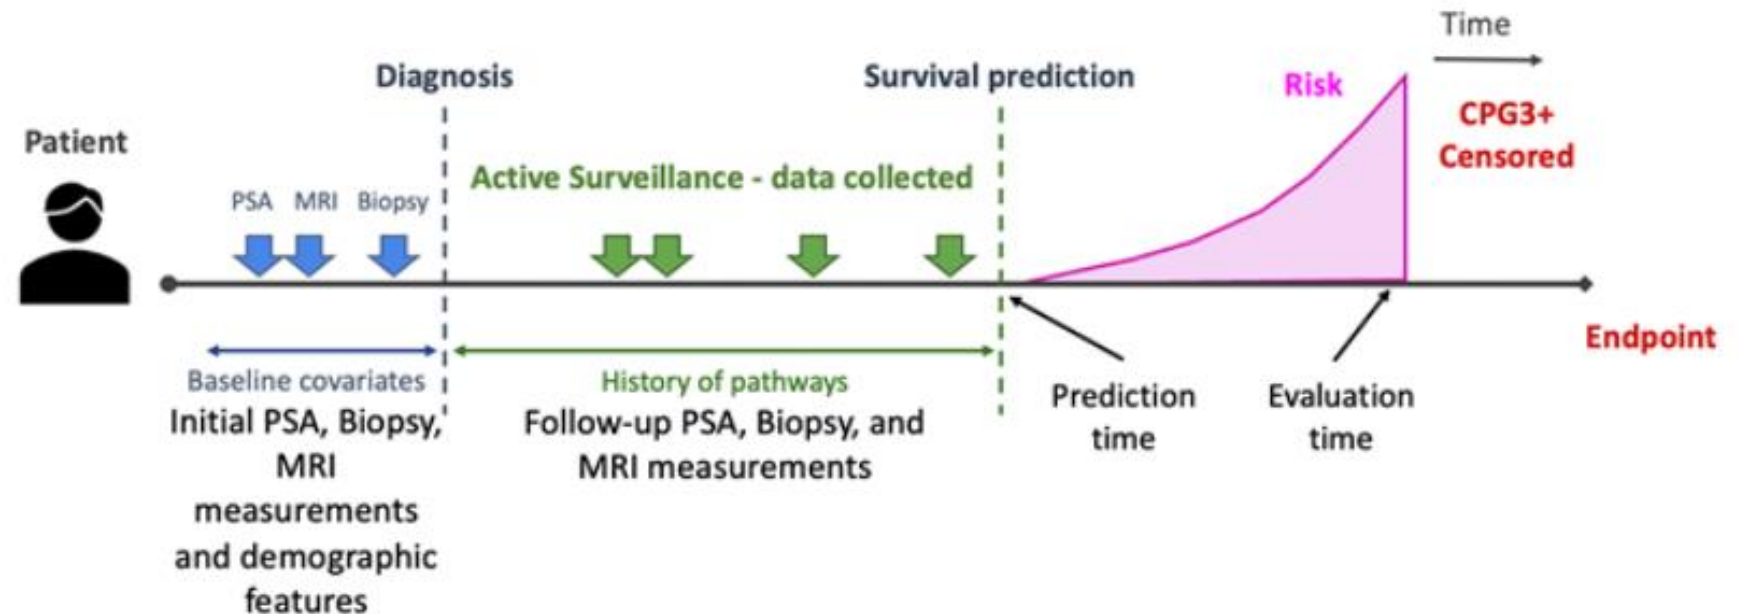 Time
Diagnosis
Survival prediction
Risk
CPG3+
Censored
Patient
Active Surveillance - data collected
PSA MRI Biopsy
Endpoint
Baseline covariates
Initial PSA, Biopsy,
MRI
measurements
and demographic
features
History of pathways
Follow-up PSA, Biopsy, and
MRI measurements
Prediction
time
Evaluation
time